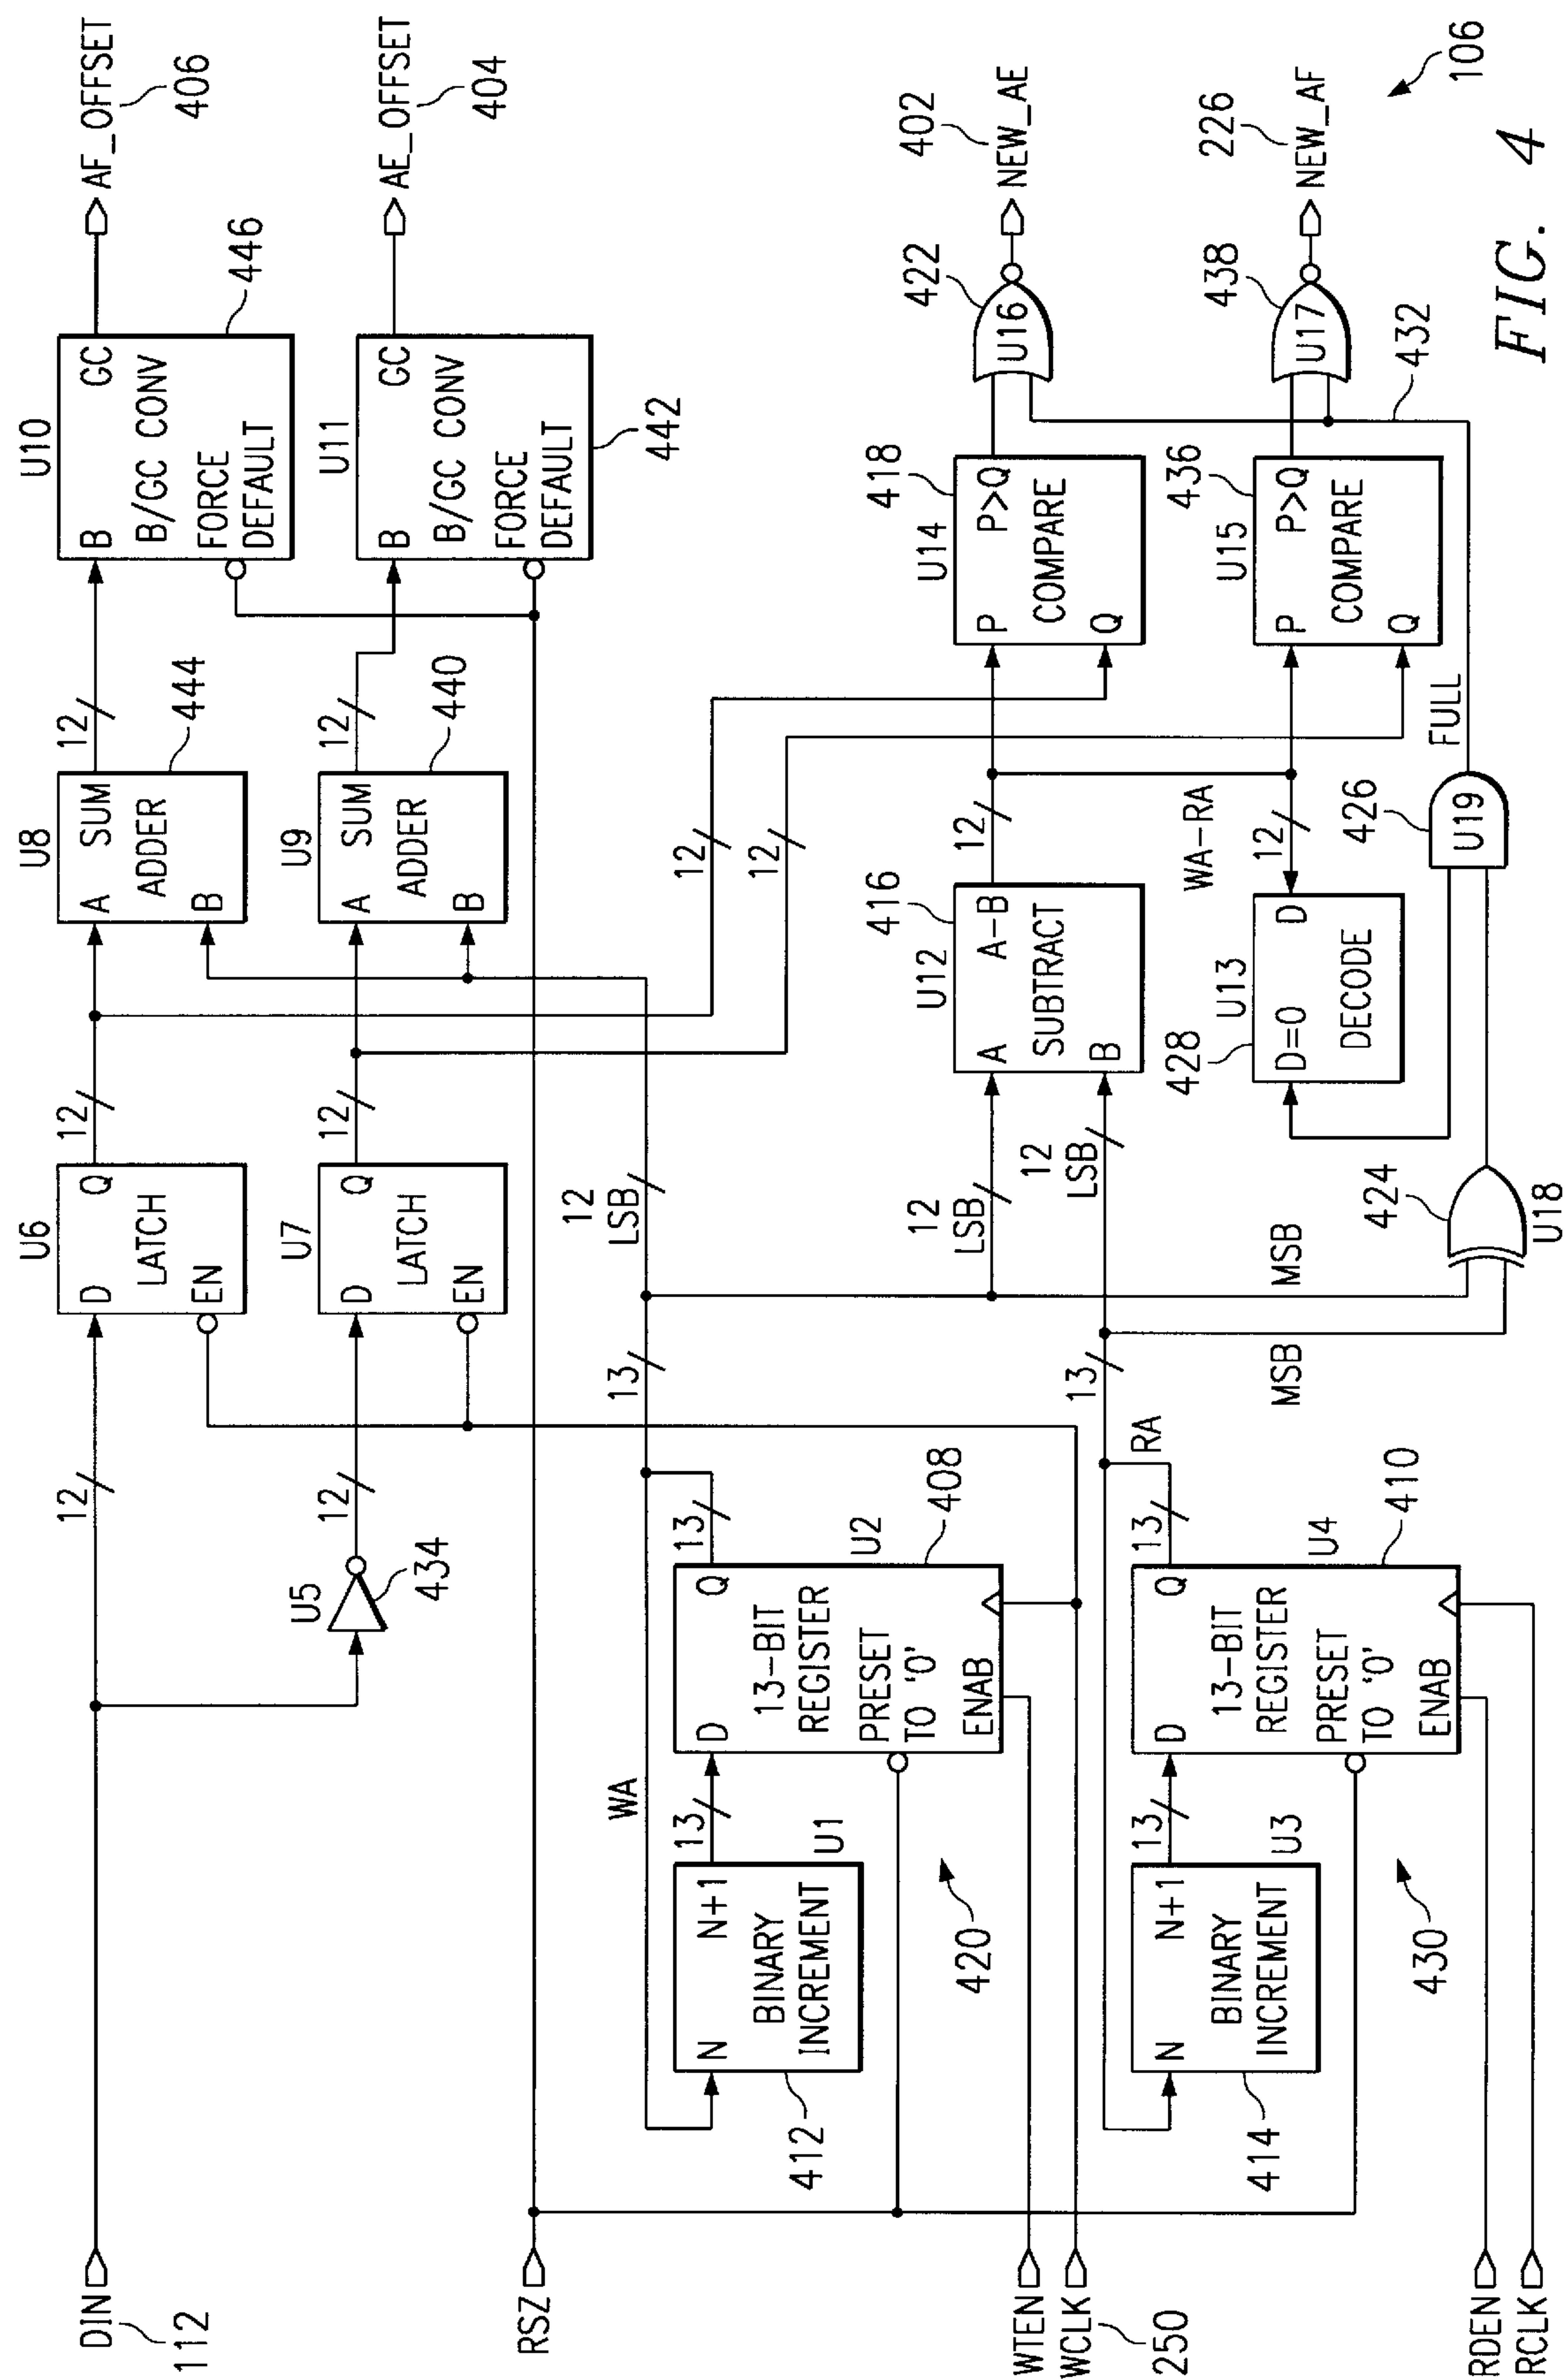 DIN
112
12
U5
434
12
U6
D Q
LATCH
EN
12
U7
D Q
LATCH
EN
12
U8
A SUM
ADDER
B
444
12
U9
A SUM
ADDER
B
440
12
U10
B GC
B/GC CONV
FORCE
DEFAULT
446
U11
B GC
B/GC CONV
FORCE
DEFAULT
442
AF_OFFSET
406
AE_OFFSET
404
RSZ
WA
13
12
LSB
12
12
N N+1
BINARY
INCREMENT
U1
412
13
D Q
13-BIT
REGISTER
PRESET
TO '0'
ENAB
U2
408
13
420
WTEN
WCLK
250
RA
13
12
LSB
12
LSB
MSB
MSB
N N+1
BINARY
INCREMENT
U3
414
13
D Q
13-BIT
REGISTER
PRESET
TO '0'
ENAB
U4
410
13
430
RDEN
RCLK
U12
416
A A-B
SUBTRACT
B
12
WA-RA
12
U13
428
D=0 D
DECODE
424
U18
426
U19
FULL
U14
418
P P>Q
COMPARE
Q
U15
436
P P>Q
COMPARE
Q
422
U16
438
U17
432
402
NEW_AE
226
NEW_AF
106
FIG. 4